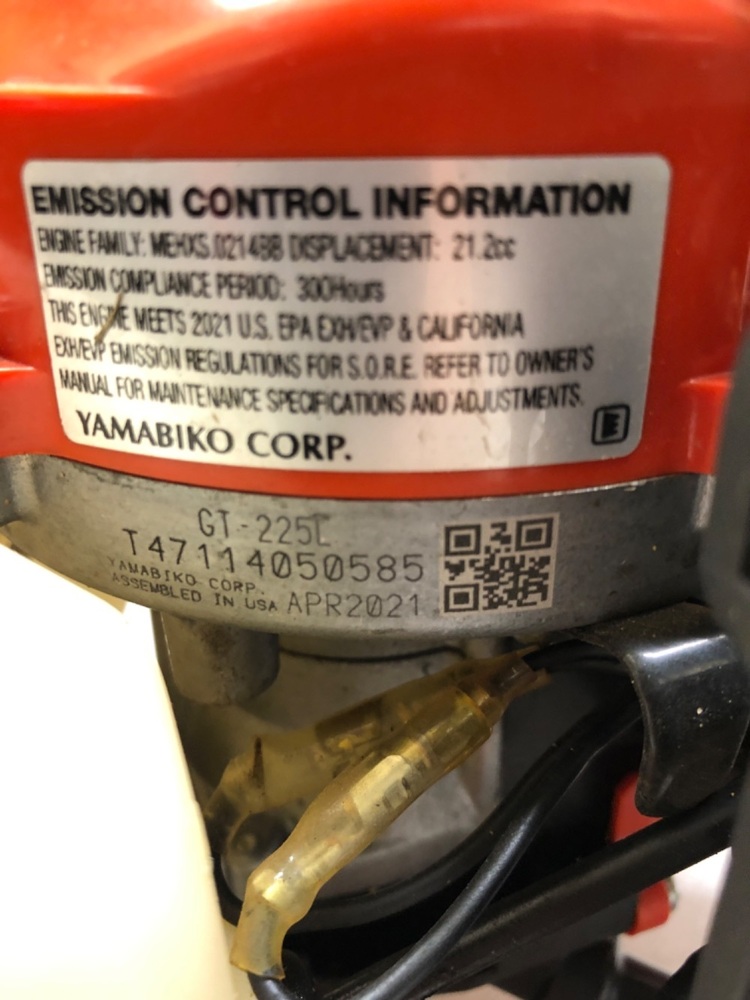 EMISSION CONTROL INFORMATION
ENGINE FAMILY: MEHXS.0214BB DISPLACEMENT: 21.2cc
EMISSION COMPLIANCE PERIOD: 300Hours
THIS ENGINE MEETS 2021 U.S. EPA EXH/EVP & CALIFORNIA
EXH/EVP EMISSION REGULATIONS FOR S.O.R.E. REFER TO OWNER'S
MANUAL FOR MAINTENANCE SPECIFICATIONS AND ADJUSTMENTS.
YAMABIKO CORP.
E
GT-225L
T47114050585
YAMABIKO CORP.
ASSEMBLED IN USA APR2021